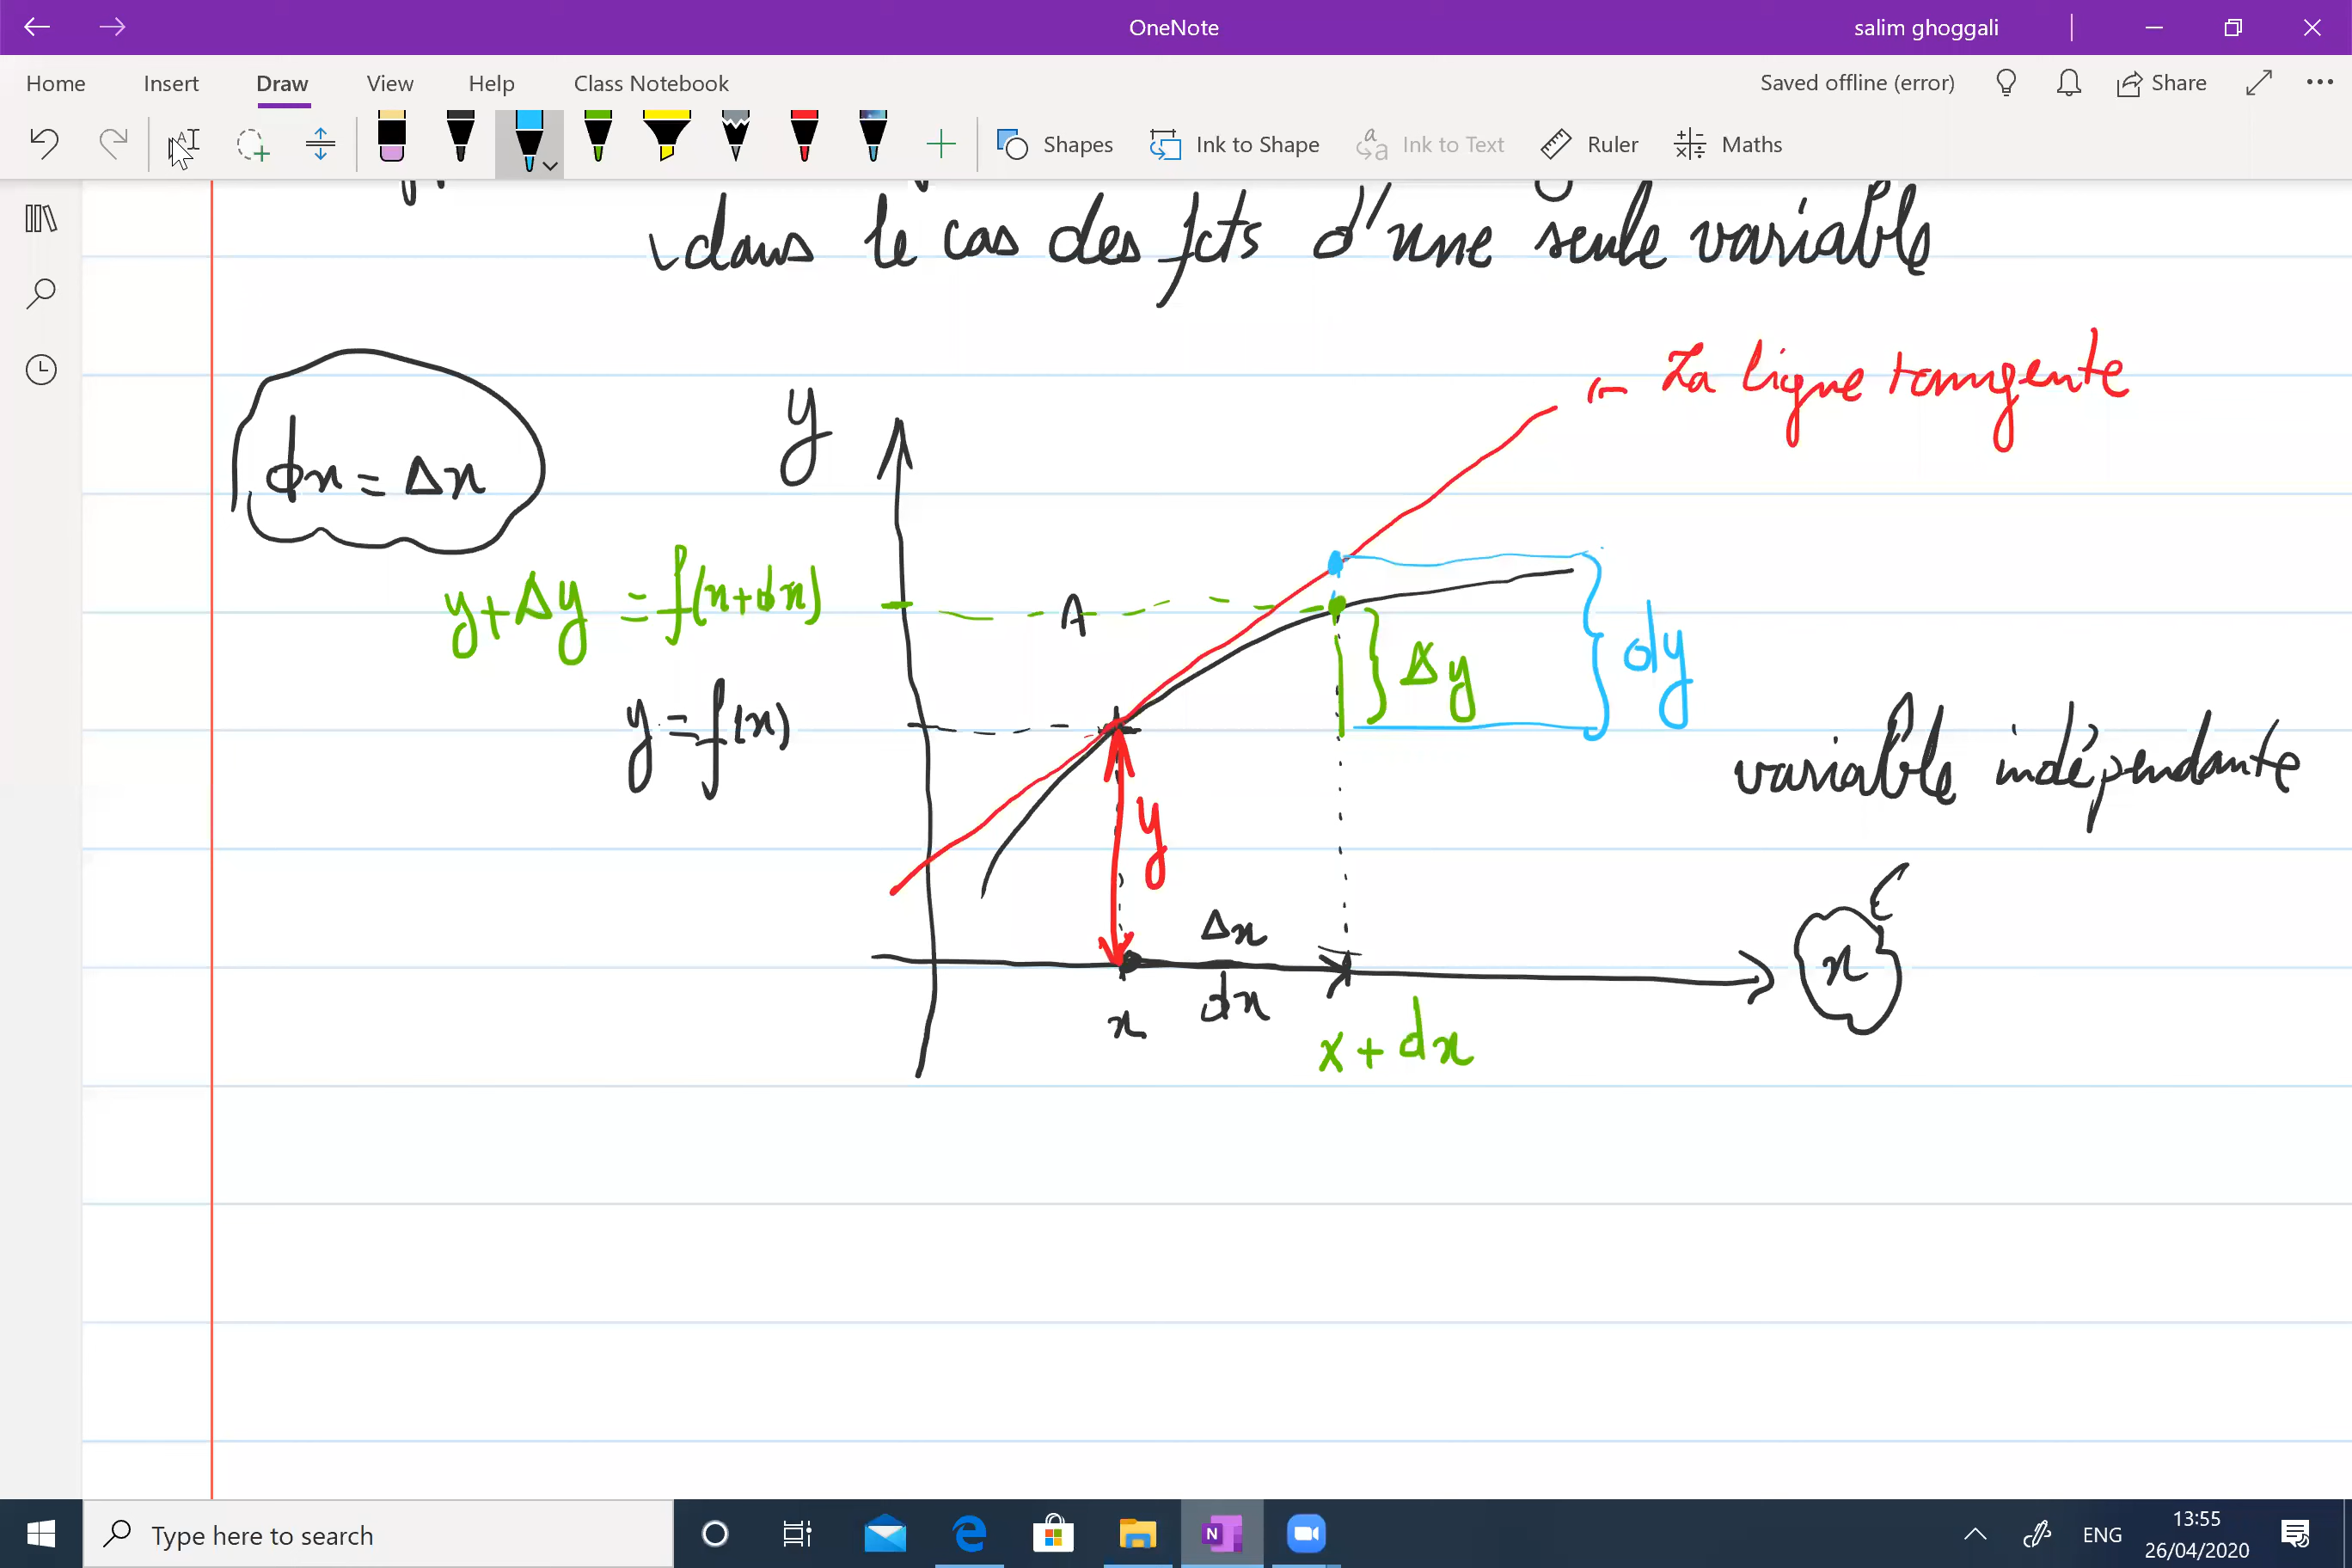 OneNote
salim ghoggali
Home Insert Draw View Help Class Notebook
Saved offline (error) Share
Shapes Ink to Shape Ink to Text Ruler Maths
dans le cas des fcts d'une seule variable
La ligne tangente
y
dx = Δx
y+Δy = f(x+dx)
A
Δy
dy
y = f(x)
variable indépendante
y
Δx
x
dx
x
x + dx
Type here to search
ENG
13:55
26/04/2020